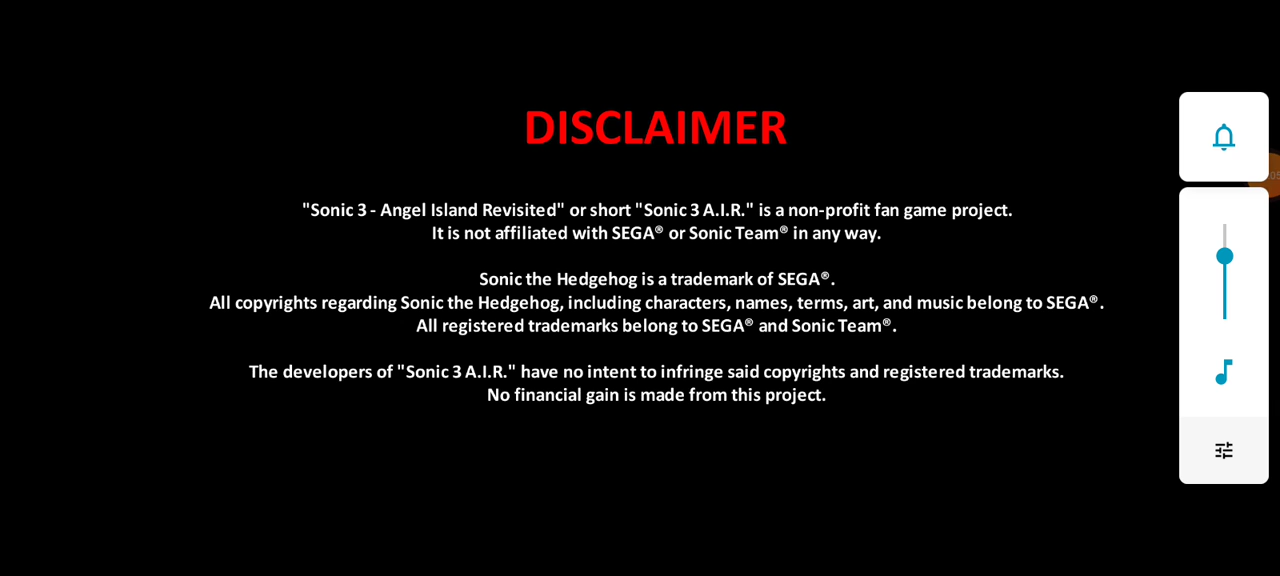 DISCLAIMER
"Sonic 3 - Angel Island Revisited" or short "Sonic 3 A.I.R." is a non-profit fan game project.
It is not affiliated with SEGA® or Sonic Team® in any way.
Sonic the Hedgehog is a trademark of SEGA®.
All copyrights regarding Sonic the Hedgehog, including characters, names, terms, art, and music belong to SEGA®.
All registered trademarks belong to SEGA® and Sonic Team®.
The developers of "Sonic 3 A.I.R." have no intent to infringe said copyrights and registered trademarks.
No financial gain is made from this project.